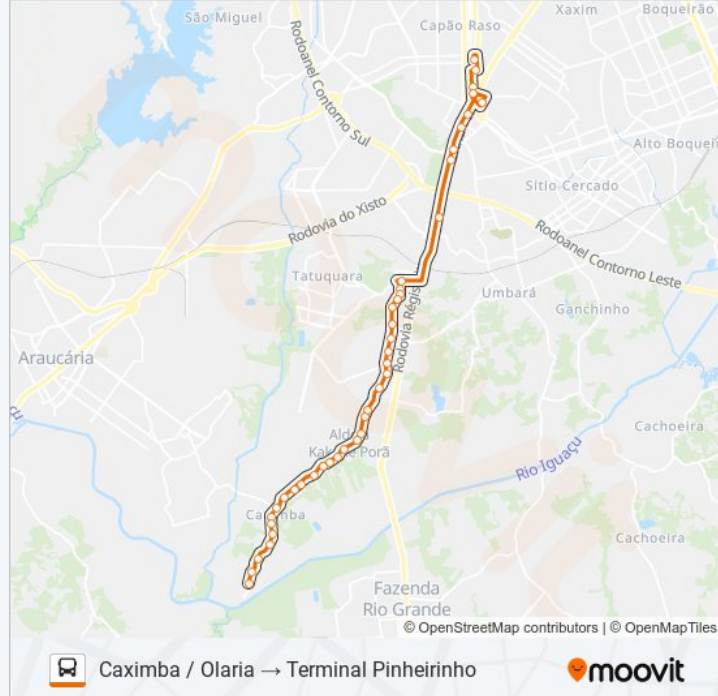 Xaxim
Boqueirão
São Miguel
Capão Raso
Rodoanel Contorno Sul
Alto Boqueir
Sítio Cercado
Rodovia do Xisto
Rodoanel Contorno Leste
Tatuquara
Umbará
Rodovia Régis
Ganchinho
Araucária
Cachoeira
Rio Iguaçu
Caximba
Cachoeira
Fazenda
Rio Grande
© OpenStreetMap contributors | © OpenMapTiles
Caximba / Olaria → Terminal Pinheirinho
moovit